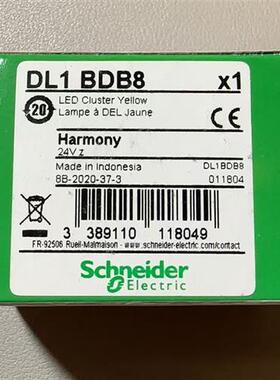 DL1 BDB8 x1
20
LED Cluster Yellow
Lampe à DEL Jaune
CE
Harmony
24V z
Made in Indonesia
8B-2020-37-3
DL1BDB8
011804
FR-92506 Rueil-Malmaison www.schneider-electric.com/contact
Schneider
Electric
3 389110 118049